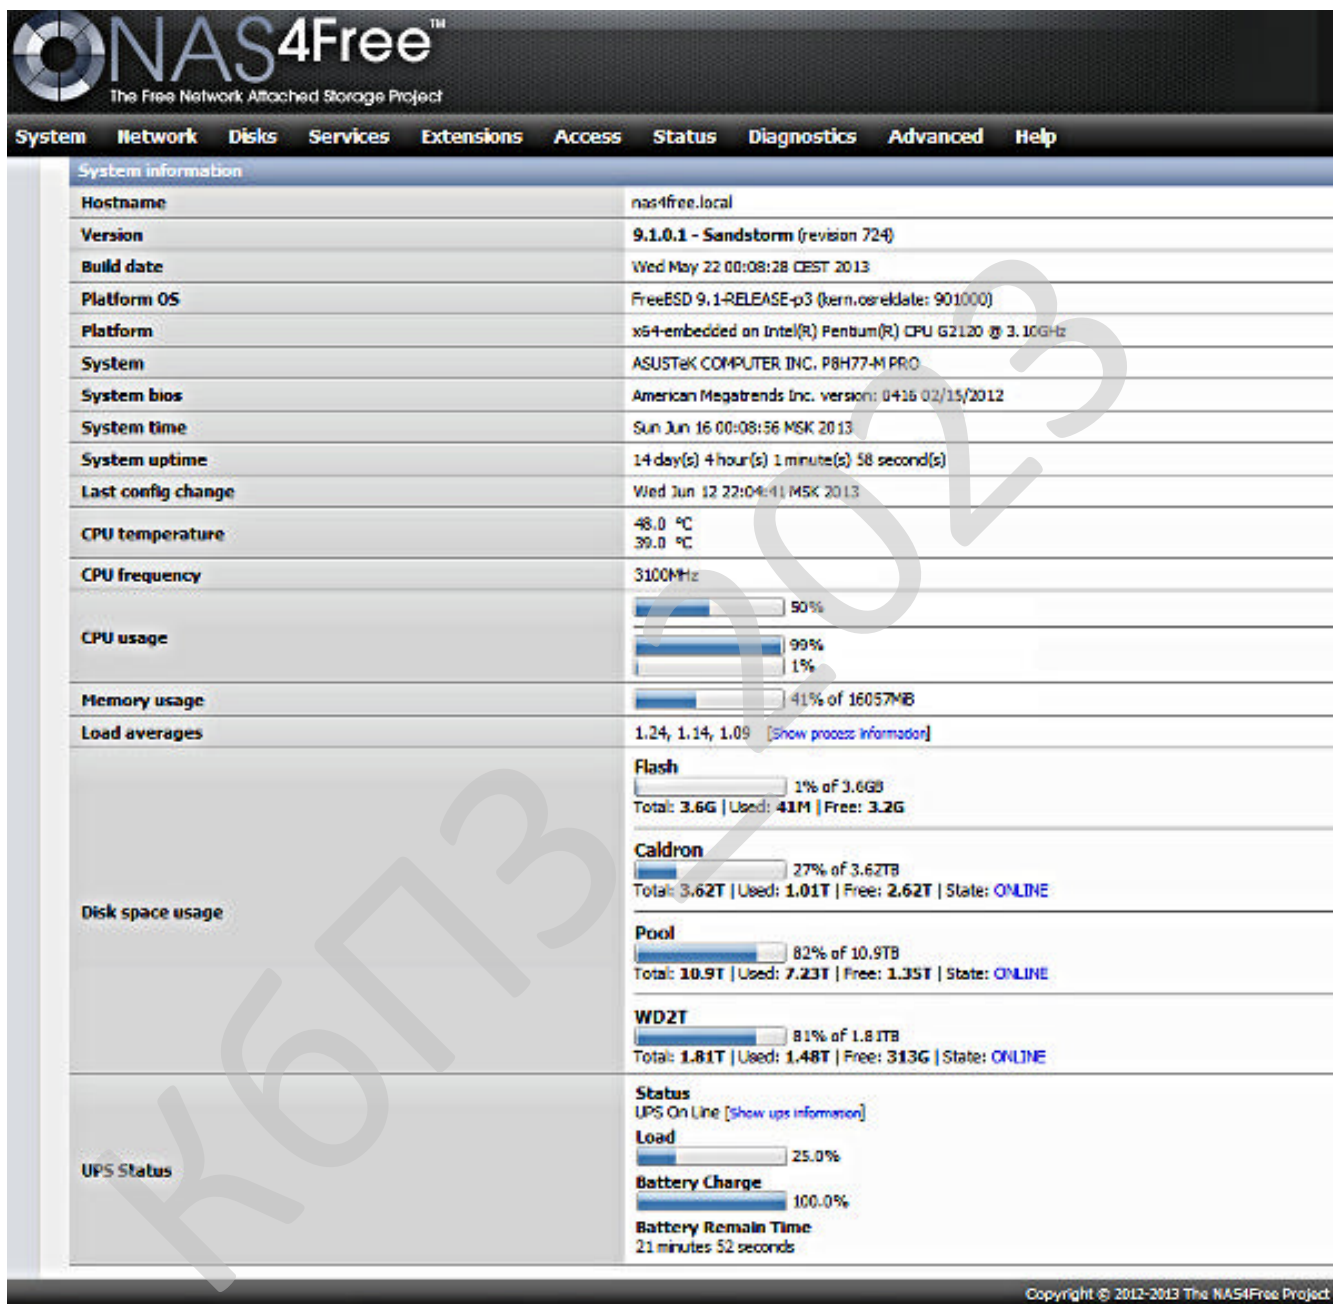 NAS4Free™
The Free Network Attached Storage Project
System Network Disks Services Extensions Access Status Diagnostics Advanced Help
System information
Hostname nas4free.local
Version 9.1.0.1 - Sandstorm (revision 724)
Build date Wed May 22 00:08:28 CEST 2013
Platform OS FreeBSD 9.1-RELEASE-p3 (kern.osreldate: 901000)
Platform x64-embedded on Intel(R) Pentium(R) CPU G2120 @ 3.10GHz
System ASUSTeK COMPUTER INC. P8H77-M PRO
System bios American Megatrends Inc. version: 0416 02/15/2012
System time Sun Jun 16 00:08:56 MSK 2013
System uptime 14 day(s) 4 hour(s) 1 minute(s) 58 second(s)
Last config change Wed Jun 12 22:04:41 MSK 2013
CPU temperature 48.0 °C
39.0 °C
CPU frequency 3100MHz
50%
CPU usage
99%
1%
Memory usage 41% of 16057MiB
Load averages 1.24, 1.14, 1.09 [Show process information]
Flash
1% of 3.6GB
Total: 3.6G | Used: 41M | Free: 3.2G
Caldron
27% of 3.62TB
Total: 3.62T | Used: 1.01T | Free: 2.62T | State: ONLINE
Disk space usage
Pool
82% of 10.9TB
Total: 10.9T | Used: 7.23T | Free: 1.35T | State: ONLINE
WD2T
81% of 1.81TB
Total: 1.81T | Used: 1.48T | Free: 313G | State: ONLINE
Status
UPS On Line [Show ups information]
Load
25.0%
UPS Status
Battery Charge
100.0%
Battery Remain Time
21 minutes 52 seconds
Copyright © 2012-2013 The NAS4Free Project
КбПЗ_2023